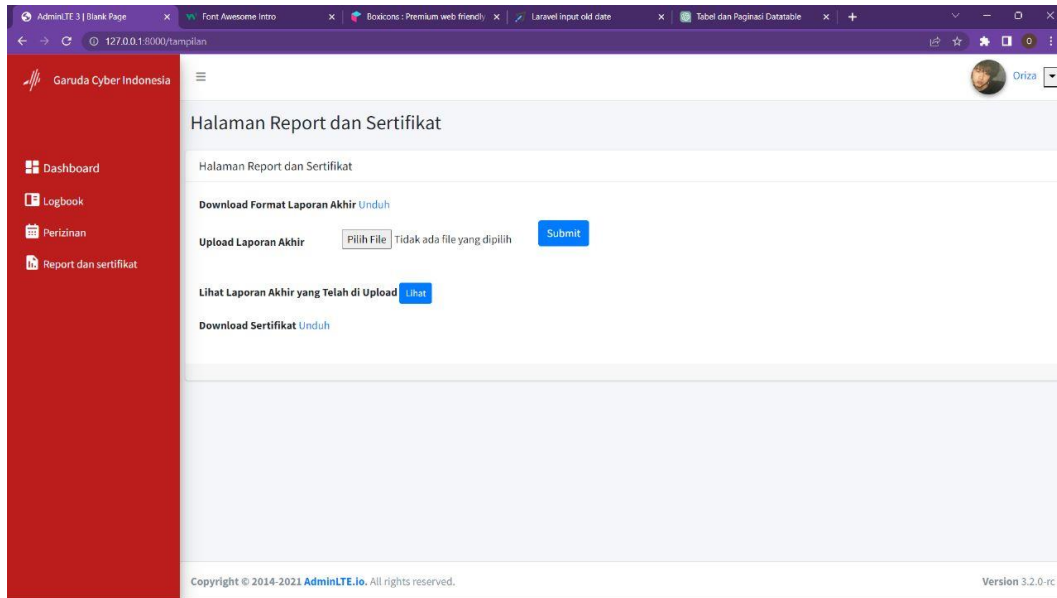 AdminLTE 3 | Blank Page
Font Awesome Intro
Boxicons : Premium web friendly
Laravel input old date
Tabel dan Paginasi Datatable
127.0.0.1:8000/tampilan
O
Garuda Cyber Indonesia
Oriza
Halaman Report dan Sertifikat
Dashboard
Halaman Report dan Sertifikat
Logbook
Download Format Laporan Akhir Unduh
Perizinan
Upload Laporan Akhir Pilih File Tidak ada file yang dipilih Submit
Report dan sertifikat
Lihat Laporan Akhir yang Telah di Upload Lihat
Download Sertifikat Unduh
Copyright © 2014-2021 AdminLTE.io. All rights reserved.
Version 3.2.0-rc